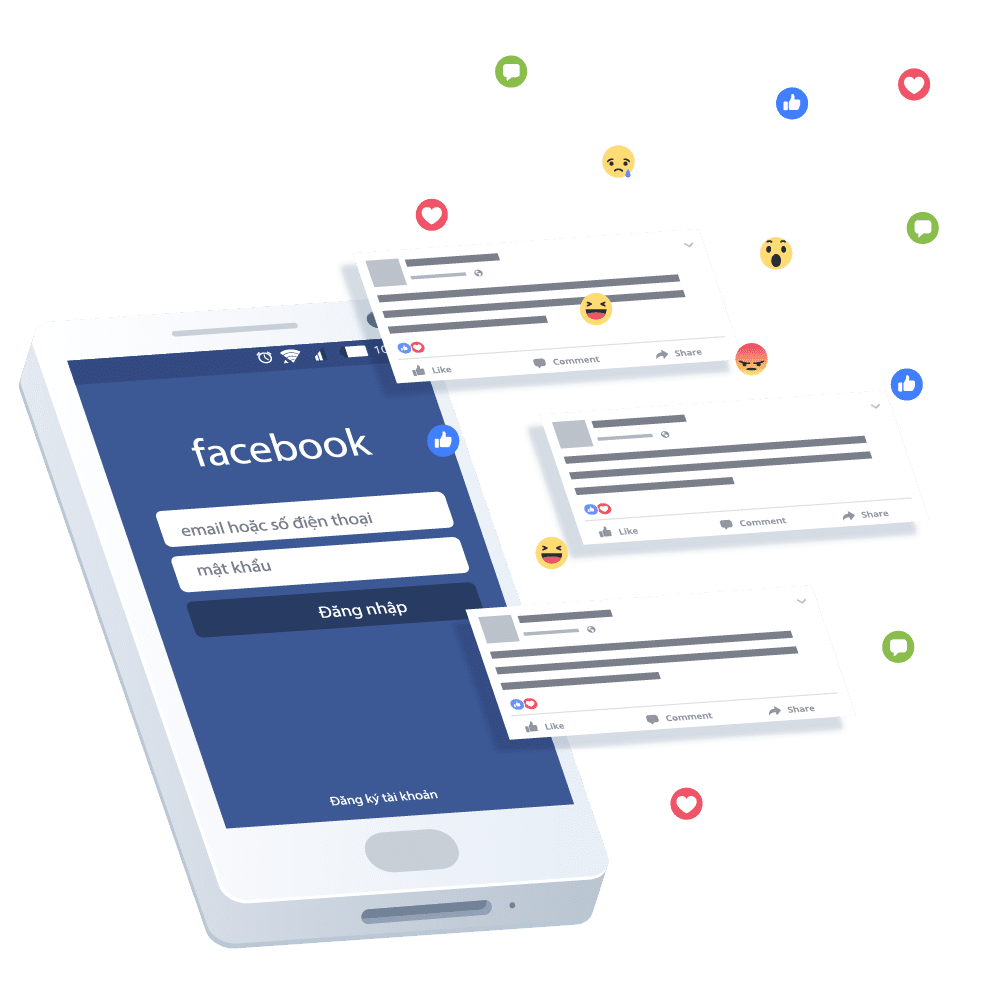 10
facebook
email hoặc số điện thoại
mật khẩu
Đăng nhập
Đăng ký tài khoản
Like Comment Share
Like Comment Share
Like Comment Share